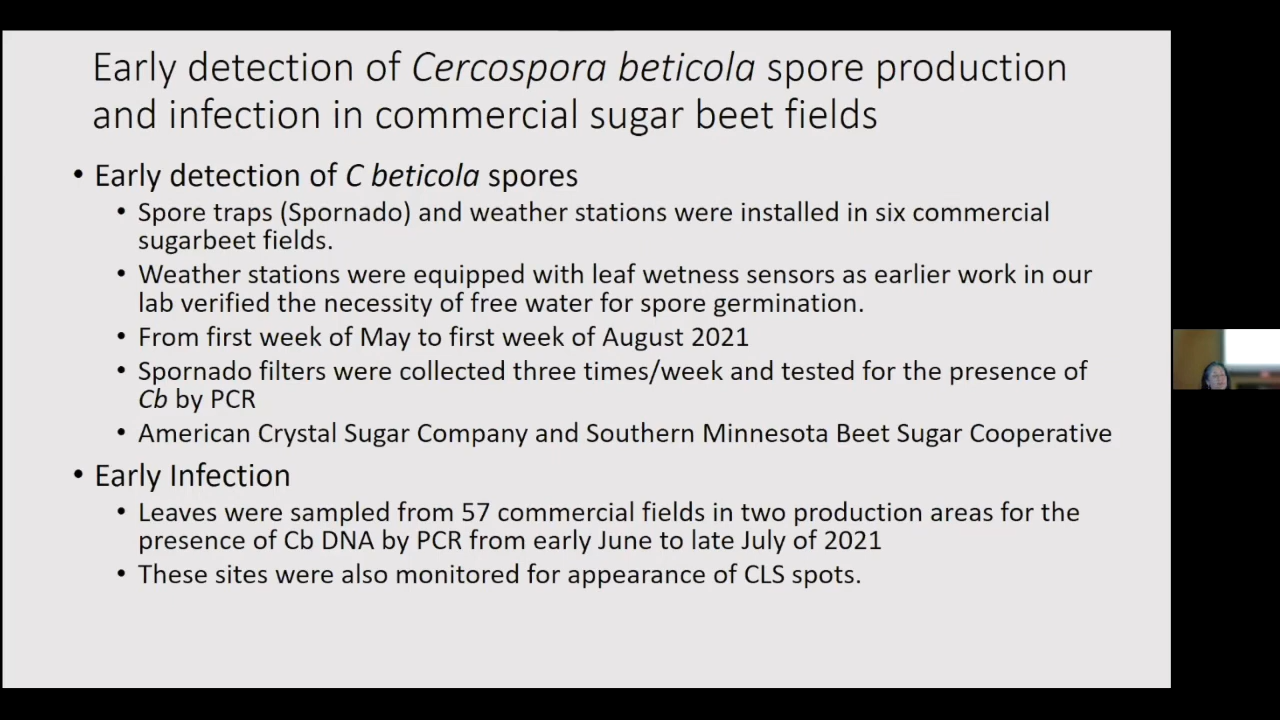 Early detection of Cercospora beticola spore production
and infection in commercial sugar beet fields
• Early detection of C beticola spores
• Spore traps (Spornado) and weather stations were installed in six commercial
sugarbeet fields.
• Weather stations were equipped with leaf wetness sensors as earlier work in our
lab verified the necessity of free water for spore germination.
• From first week of May to first week of August 2021
• Spornado filters were collected three times/week and tested for the presence of
Cb by PCR
• American Crystal Sugar Company and Southern Minnesota Beet Sugar Cooperative
• Early Infection
• Leaves were sampled from 57 commercial fields in two production areas for the
presence of Cb DNA by PCR from early June to late July of 2021
• These sites were also monitored for appearance of CLS spots.